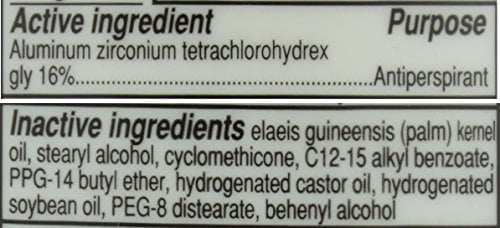 Active ingredient Purpose
Aluminum zirconium tetrachlorohydrex
gly 16%..................................................Antiperspirant
Inactive ingredients elaeis guineensis (palm) kernel
oil, stearyl alcohol, cyclomethicone, C12-15 alkyl benzoate,
PPG-14 butyl ether, hydrogenated castor oil, hydrogenated
soybean oil, PEG-8 distearate, behenyl alcohol